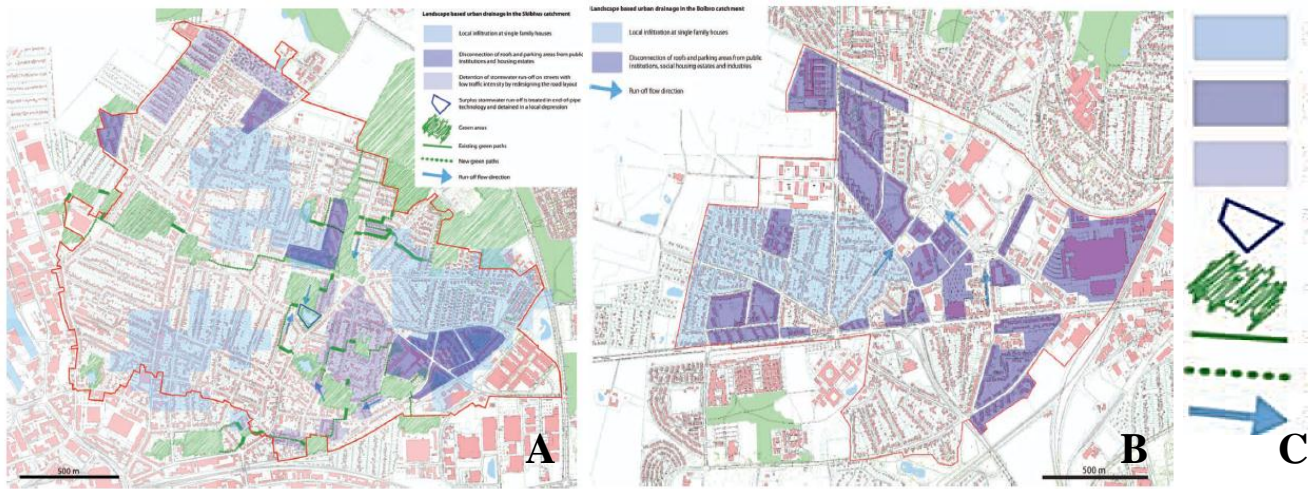 Landscape based urban drainage in the Skibhus catchment
Local infiltration at single family houses
Disconnection of roofs and parking areas from public
institutions and housing estates
Detention of stormwater run-off on streets with
low traffic intensity by redesigning the road layout
Surplus stormwater run-off is treated in end-of-pipe
technology and detained in a local depression
Green areas
Existing green paths
New green paths
Run-off flow direction
500 m
A
Landscape based urban drainage in the Bolbro catchment
Local infiltration at single family houses
Disconnection of roofs and parking areas from public
institutions, social housing estates and industries
Run-off flow direction
500 m
B
C